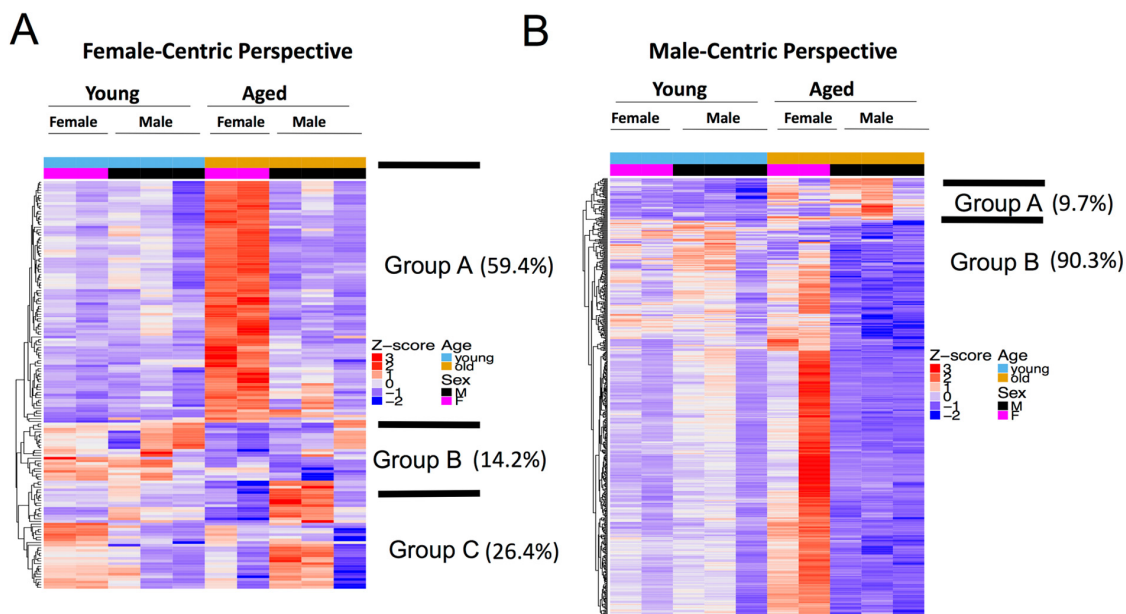 A
Female-Centric Perspective
Young Aged
Female Male Female Male
Group A (59.4%)
Z-score Age
3 young
2 old
1 Sex
0 M
-1 F
-2
Group B (14.2%)
Group C (26.4%)
B
Male-Centric Perspective
Young Aged
Female Male Female Male
Group A (9.7%)
Group B (90.3%)
Z-score Age
3 young
2 old
1 Sex
0 M
-1 F
-2